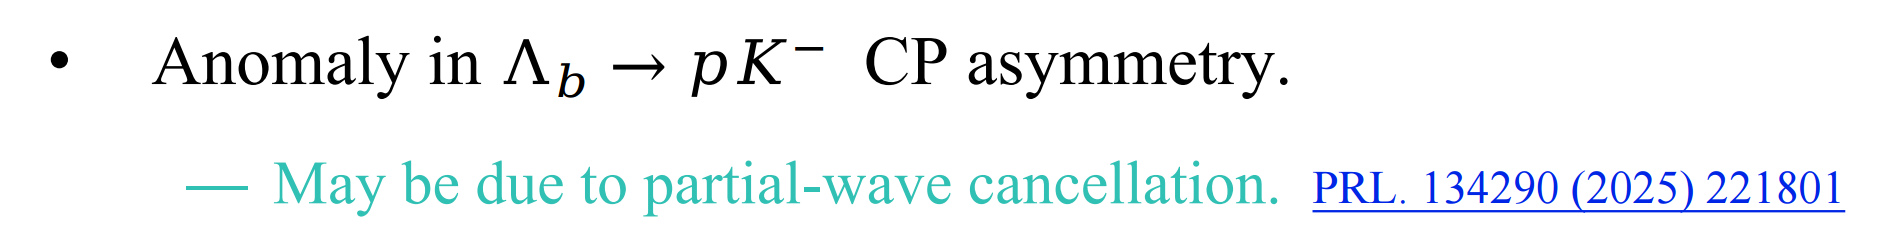 • Anomaly in Λ_b → pK⁻ CP asymmetry.
— May be due to partial-wave cancellation. PRL. 134290 (2025) 221801